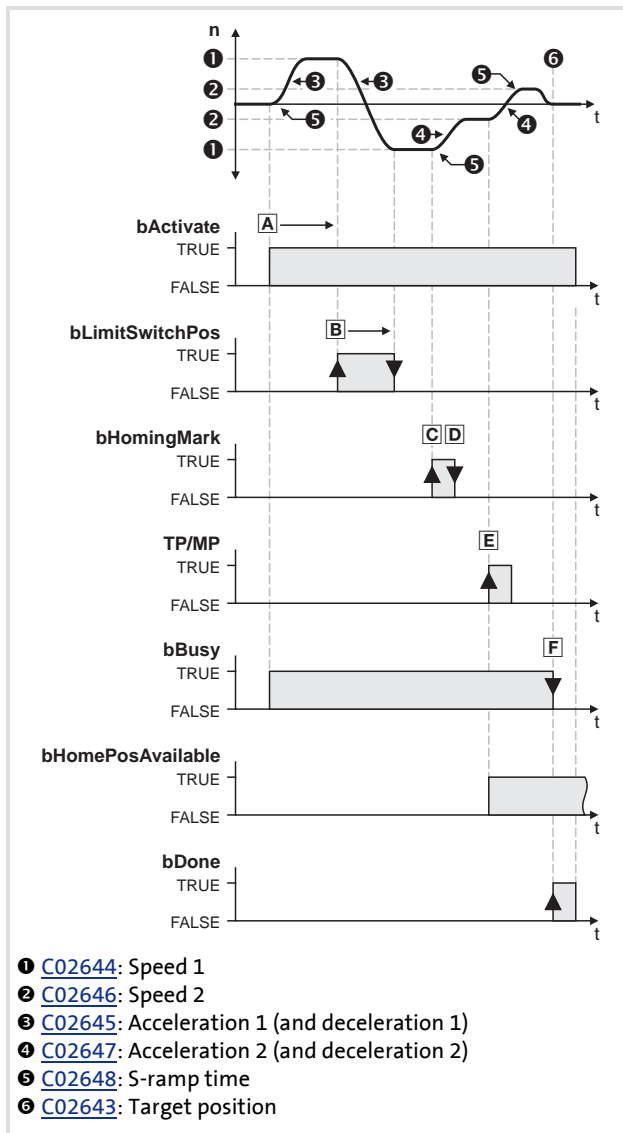 n
❶
❷
❷
❶
❸
❸
❺
❹
❺
❺
❹
❻
t
bActivate
A
TRUE
FALSE
t
bLimitSwitchPos
B
TRUE
FALSE
t
bHomingMark
C D
TRUE
FALSE
t
TP/MP
E
TRUE
FALSE
t
bBusy
F
TRUE
FALSE
t
bHomePosAvailable
TRUE
FALSE
t
bDone
TRUE
FALSE
t
❶ C02644: Speed 1
❷ C02646: Speed 2
❸ C02645: Acceleration 1 (and deceleration 1)
❹ C02647: Acceleration 2 (and deceleration 2)
❺ C02648: S-ramp time
❻ C02643: Target position